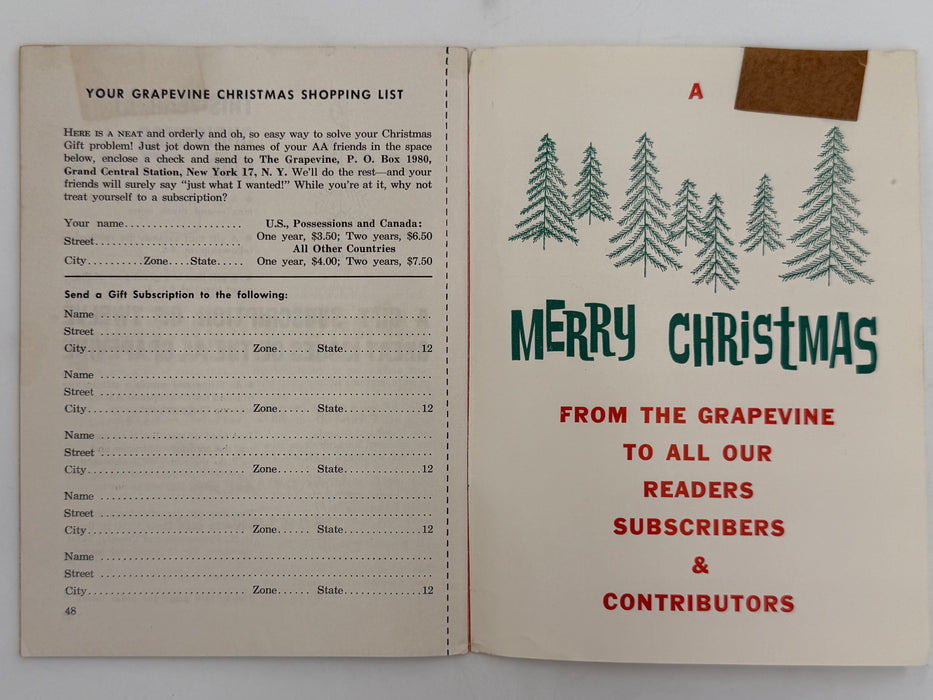 YOUR GRAPEVINE CHRISTMAS SHOPPING LIST
HERE IS A NEAT and orderly and oh, so easy way to solve your Christmas
Gift problem! Just jot down the names of your AA friends in the space
below, enclose a check and send to The Grapevine, P. O. Box 1980,
Grand Central Station, New York 17, N. Y. We'll do the rest—and your
friends will surely say "just what I wanted!" While you're at it, why not
treat yourself to a subscription?
Your name.....................
Street..........................
City..........Zone....State.....
U.S., Possessions and Canada:
One year, $3.50; Two years, $6.50
All Other Countries
One year, $4.00; Two years, $7.50
Send a Gift Subscription to the following:
Name ............................................................
Street ............................................................
City............................ Zone...... State..............12
Name ............................................................
Street ............................................................
City............................ Zone...... State..............12
Name ............................................................
Street ............................................................
City............................ Zone...... State..............12
Name ............................................................
Street ............................................................
City............................ Zone...... State..............12
Name ............................................................
Street ............................................................
City............................ Zone...... State..............12
48
A
MERRY CHRISTMAS
FROM THE GRAPEVINE
TO ALL OUR
READERS
SUBSCRIBERS
&
CONTRIBUTORS